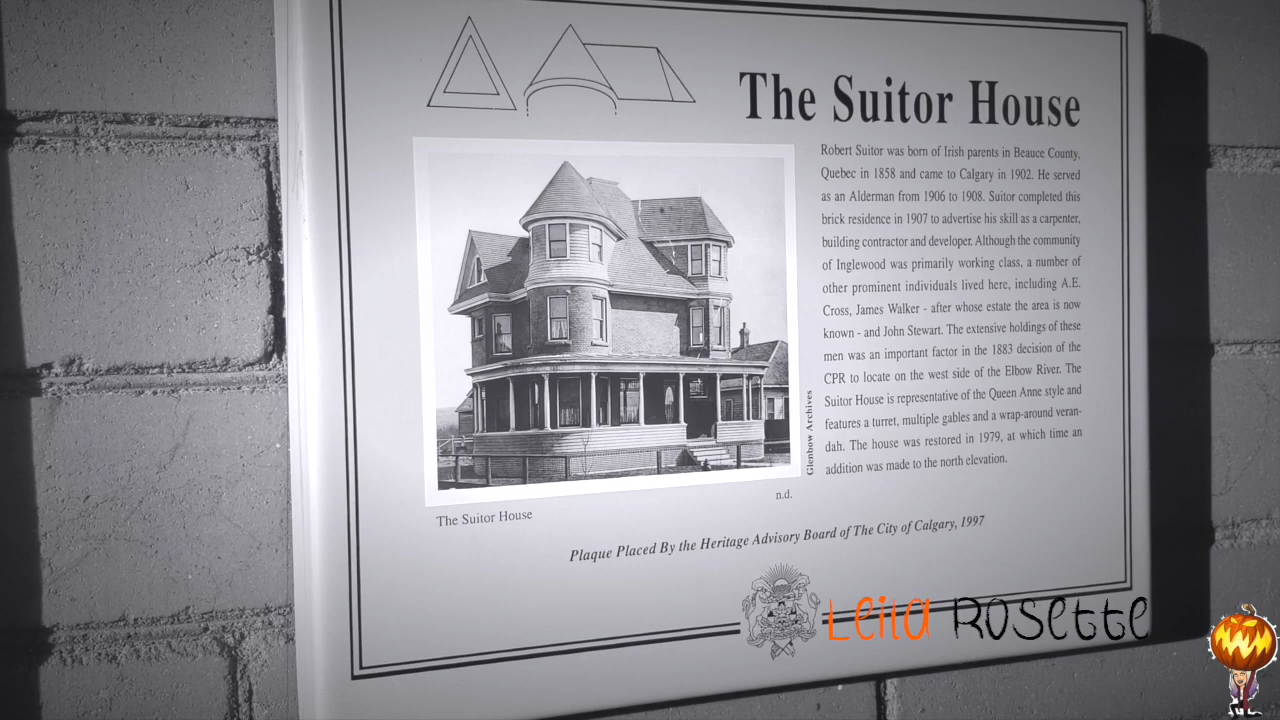 The Suitor House
Robert Suitor was born of Irish parents in Beauce County,
Quebec in 1858 and came to Calgary in 1902. He served
as an Alderman from 1906 to 1908. Suitor completed this
brick residence in 1907 to advertise his skill as a carpenter,
building contractor and developer. Although the community
of Inglewood was primarily working class, a number of
other prominent individuals lived here, including A.E.
Cross, James Walker - after whose estate the area is now
known - and John Stewart. The extensive holdings of these
men was an important factor in the 1883 decision of the
CPR to locate on the west side of the Elbow River. The
Suitor House is representative of the Queen Anne style and
features a turret, multiple gables and a wrap-around veran-
dah. The house was restored in 1979, at which time an
addition was made to the north elevation.
Glenbow Archives
n.d.
The Suitor House
Plaque Placed By the Heritage Advisory Board of The City of Calgary, 1997
Leila Rosette